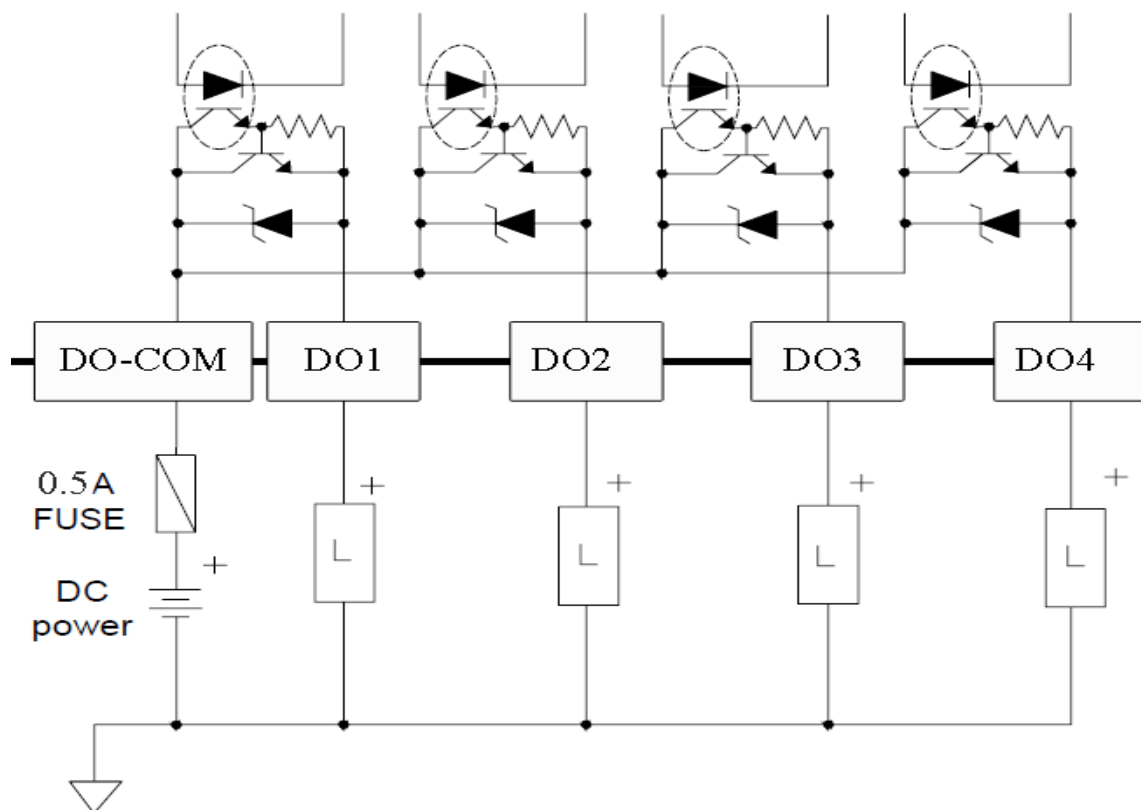 DO-COM DO1 DO2 DO3 DO4
0.5A
FUSE
+ + + +
L L L L
+
DC
power